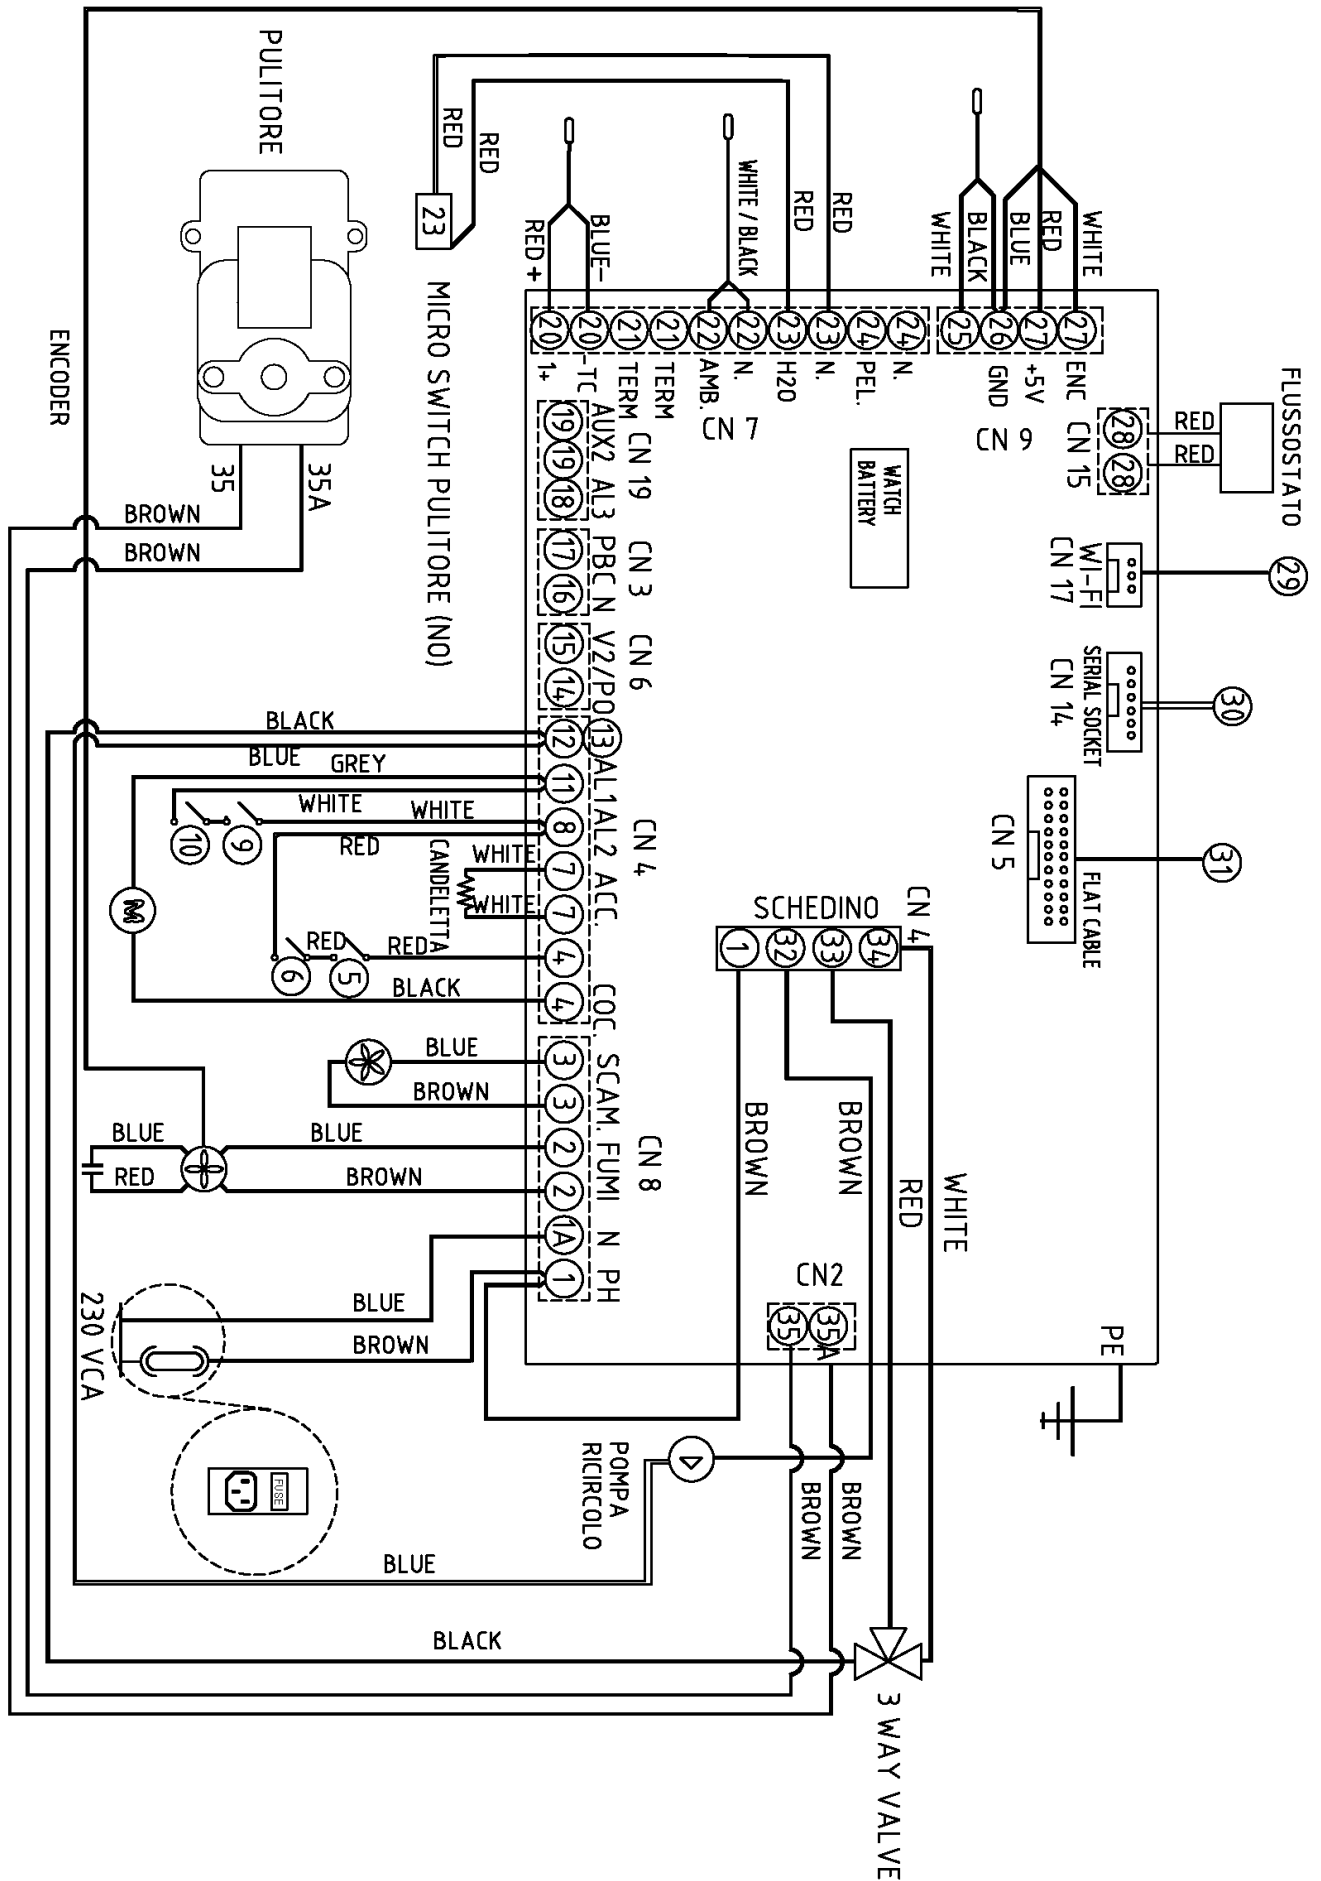 PULITORE
RED
RED
23
MICRO SWITCH PULITORE (NO)
RED +
BLUE-
WHITE / BLACK
RED
RED
WHITE
BLACK
BLUE
RED
WHITE
20
20
21
21
22
22
23
23
24
24
25
26
27
27
1+
-TC
TERM
TERM
AMB.
N.
H2O
N.
PEL.
N.
GND
+5V
ENC
CN 7
CN 9
FLUSSOSTATO
RED
RED
28
28
CN 15
WATCH
BATTERY
WI-FI
CN 17
29
SERIAL SOCKET
CN 14
30
CN 5
FLAT CABLE
31
ENCODER
35
35A
BROWN
BROWN
19
19
18
AUX2 AL3
CN 19
17
16
PBC N
CN 3
15
14
V2/PO
CN 6
12
13
11
8
7
7
4
4
AL1
AL2
ACC.
COC.
CN 4
BLACK
BLUE
GREY
WHITE
WHITE
RED
10
9
CANDELETTA
WHITE
WHITE
M
RED
RED
6
5
BLACK
SCHEDINO
CN 4
1
32
33
34
3
3
2
2
1A
1
SCAM.
FUMI
N
PH
CN 8
BLUE
BROWN
BLUE
RED
BLUE
BROWN
BLUE
BROWN
230 VCA
FUSE
BROWN
BROWN
RED
WHITE
CN2
35
35A
PE
POMPA
RICIRCOLO
BROWN
BROWN
BLUE
BLACK
3 WAY VALVE